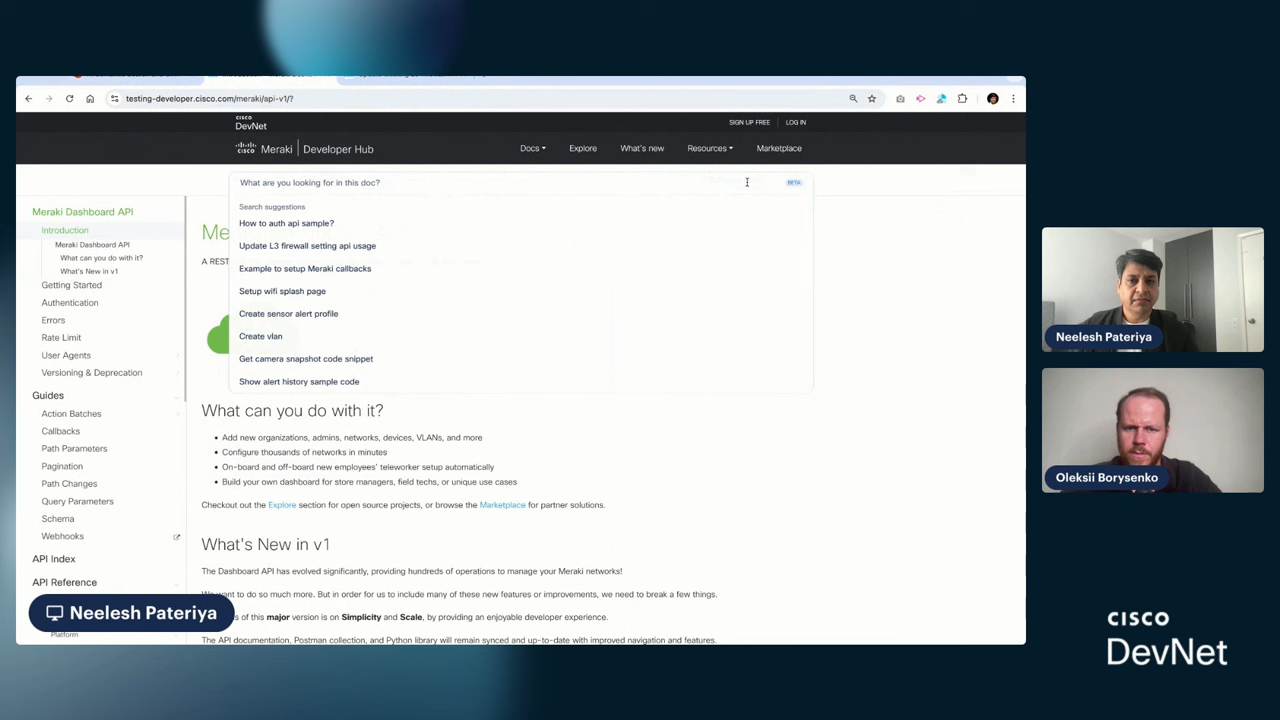 testing-developer.cisco.com/meraki/api-v1/?
CISCO
DevNet
SIGN UP FREE
LOG IN
CISCO
Meraki
Developer Hub
Docs
Explore
What's new
Resources
Marketplace
What are you looking for in this doc?
BETA
Search suggestions
How to auth api sample?
Update L3 firewall setting api usage
Example to setup Meraki callbacks
Setup wifi splash page
Create sensor alert profile
Create vlan
Get camera snapshot code snippet
Show alert history sample code
Meraki Dashboard API
Introduction
Meraki Dashboard API
What can you do with it?
What's New in v1
Getting Started
Authentication
Errors
Rate Limit
User Agents
Versioning & Deprecation
Guides
Action Batches
Callbacks
Path Parameters
Pagination
Path Changes
Query Parameters
Schema
Webhooks
API Index
API Reference
Platform
Me
A REST
What can you do with it?
Add new organizations, admins, networks, devices, VLANs, and more
Configure thousands of networks in minutes
On-board and off-board new employees' teleworker setup automatically
Build your own dashboard for store managers, field techs, or unique use cases
Checkout out the Explore section for open source projects, or browse the Marketplace for partner solutions.
What's New in v1
The Dashboard API has evolved significantly, providing hundreds of operations to manage your Meraki networks!
We want to do so much more. But in order for us to include many of these new features or improvements, we need to break a few things.
s of this major version is on Simplicity and Scale, by providing an enjoyable developer experience.
The API documentation, Postman collection, and Python library will remain synced and up-to-date with improved navigation and features.
Neelesh Pateriya
Neelesh Pateriya
Oleksii Borysenko
CISCO
DevNet